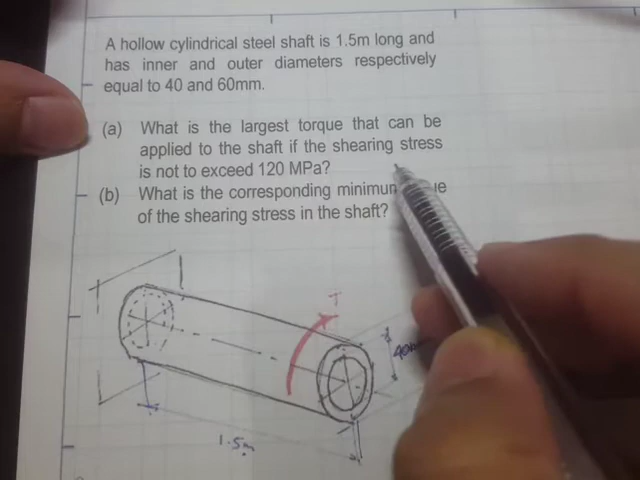 A hollow cylindrical steel shaft is 1.5m long and
has inner and outer diameters respectively
equal to 40 and 60mm.
(a) What is the largest torque that can be
applied to the shaft if the shearing stress
is not to exceed 120 MPa?
(b) What is the corresponding minimum
of the shearing stress in the shaft?
T
1.5m